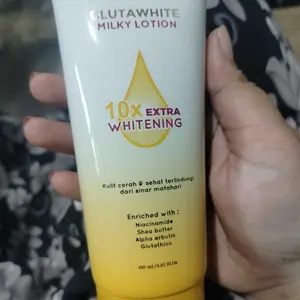 GLUTAWHITE
MILKY LOTION
10x EXTRA
WHITENING
Kulit cerah & sehat terlindungi
dari sinar matahari
Enriched with :
Niacinamide
Shea butter
Alpha arbutin
Glutathion